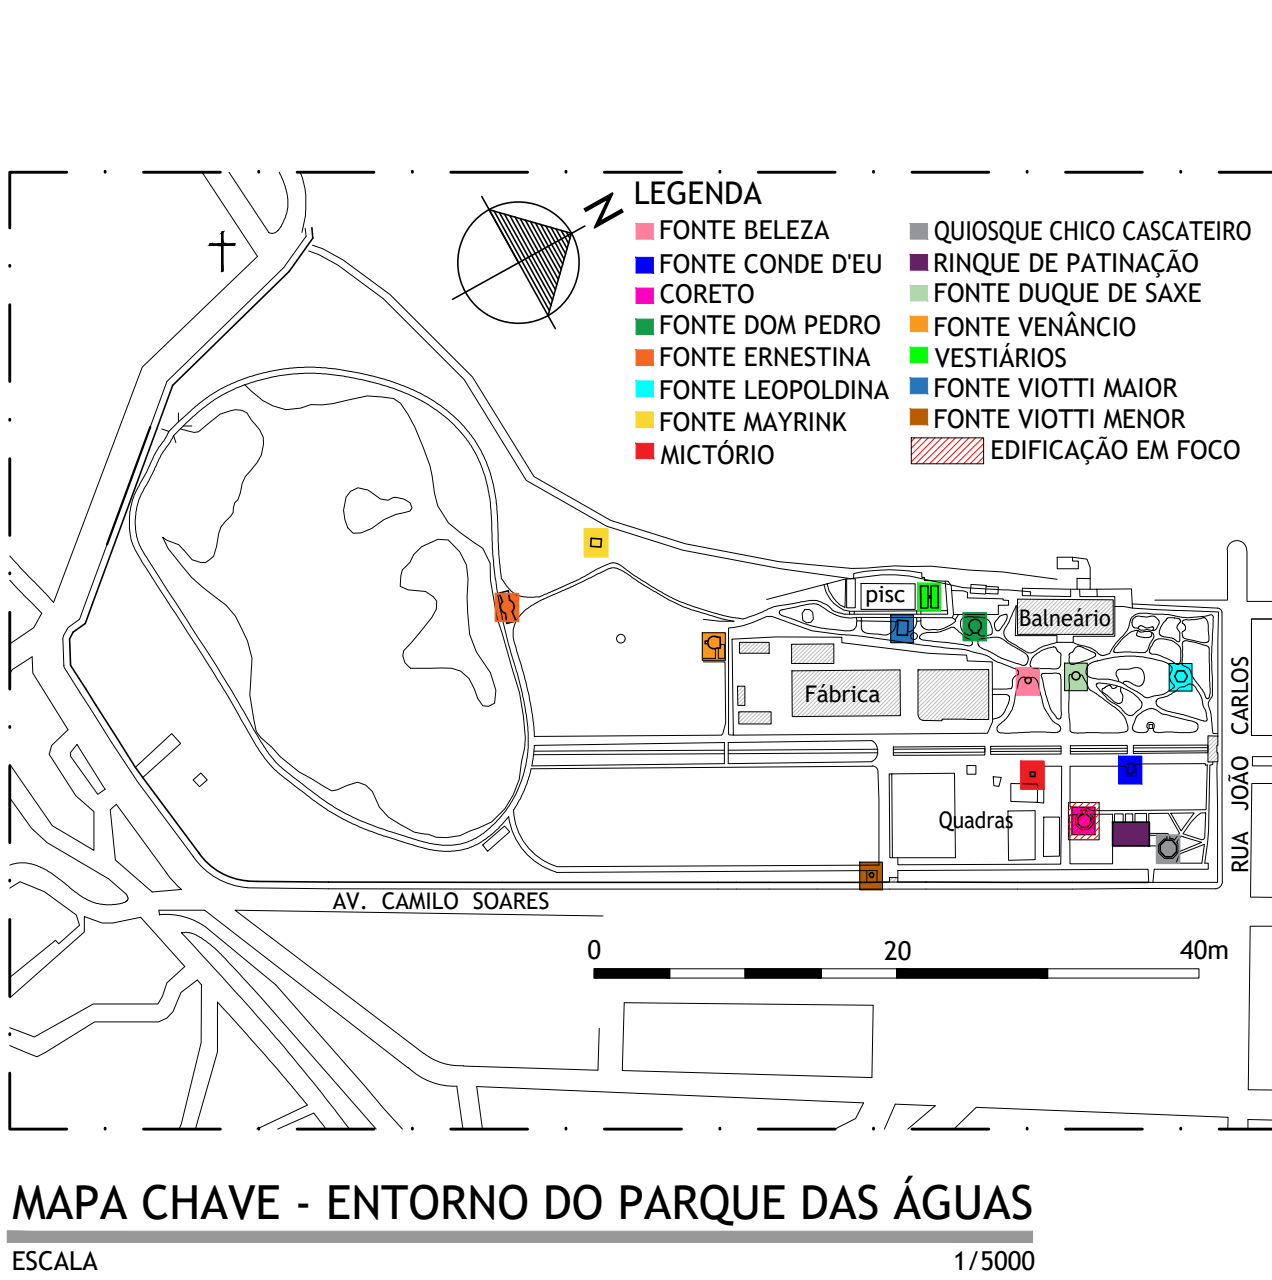 N
LEGENDA
FONTE BELEZA
FONTE CONDE D'EU
CORETO
FONTE DOM PEDRO
FONTE ERNESTINA
FONTE LEOPOLDINA
FONTE MAYRINK
MICTÓRIO
QUIOSQUE CHICO CASCATEIRO
RINQUE DE PATINAÇÃO
FONTE DUQUE DE SAXE
FONTE VENÂNCIO
VESTIÁRIOS
FONTE VIOTTI MAIOR
FONTE VIOTTI MENOR
EDIFICAÇÃO EM FOCO
pisc
Balneário
Fábrica
Quadras
RUA JOÃO CARLOS
AV. CAMILO SOARES
0 20 40m
MAPA CHAVE - ENTORNO DO PARQUE DAS ÁGUAS
ESCALA 1/5000